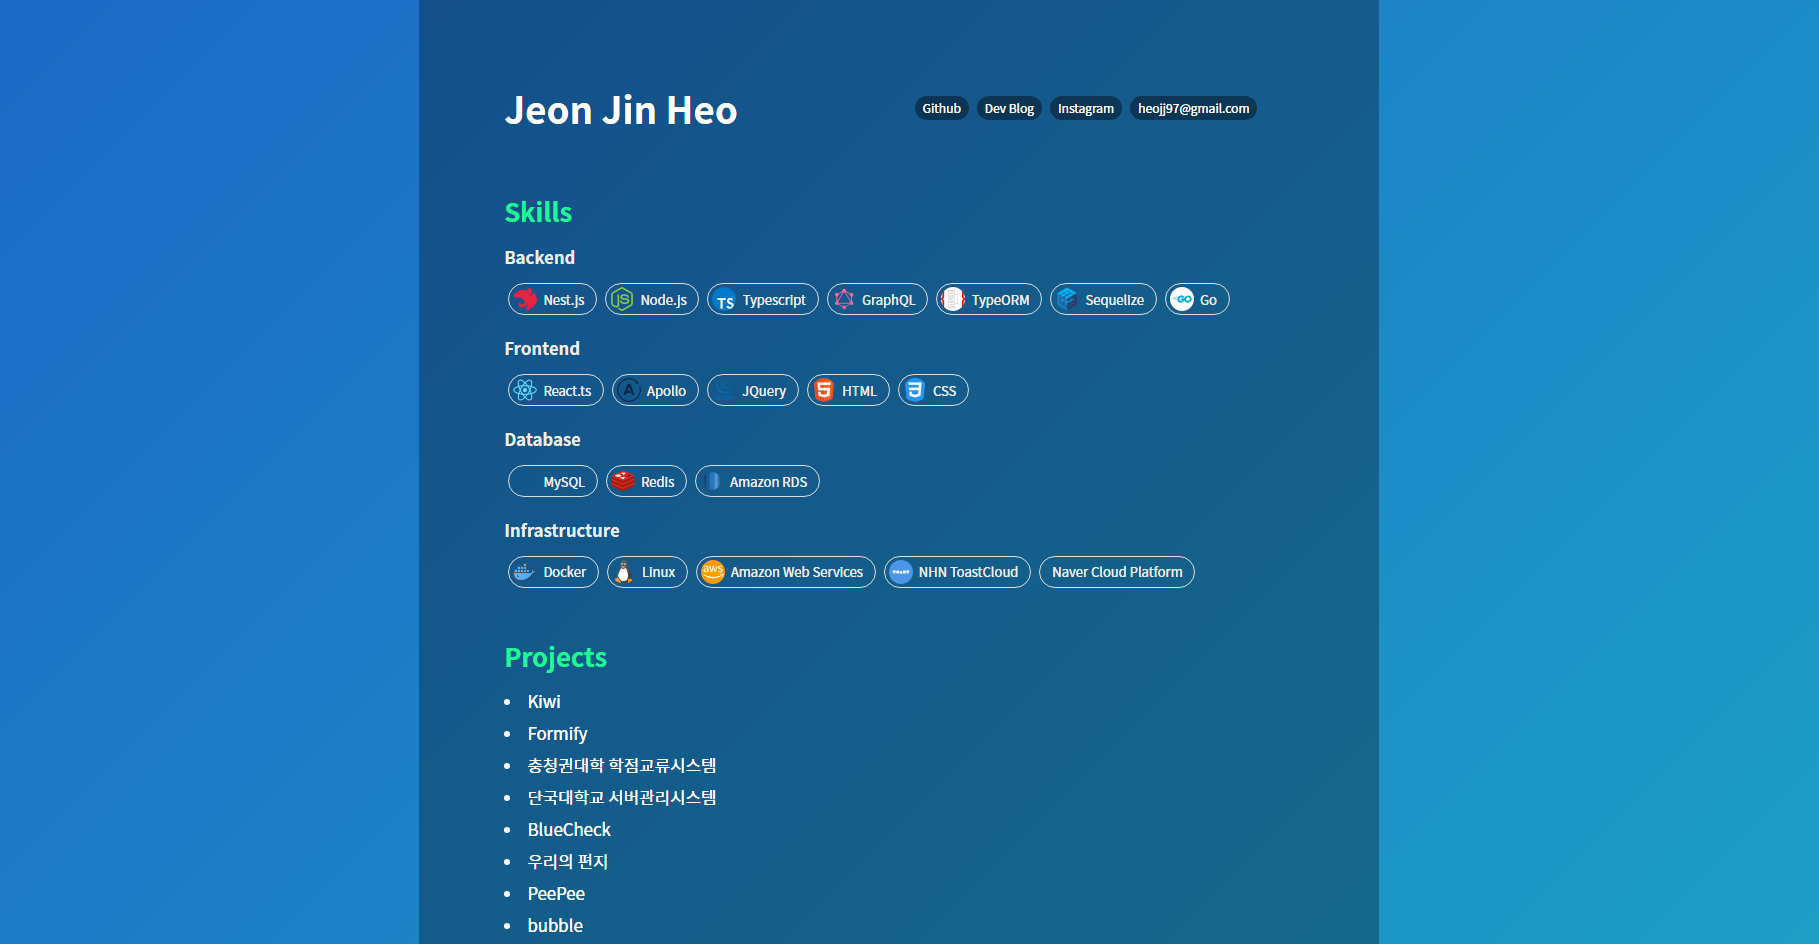 Jeon Jin Heo
Github Dev Blog Instagram heojj97@gmail.com
Skills
Backend
Nest.js JS Node.js TS Typescript GraphQL TypeORM Sequelize GO Go
Frontend
React.ts A Apollo JQuery 5 HTML 3 CSS
Database
MySQL Redis Amazon RDS
Infrastructure
Docker Linux aws Amazon Web Services TOAST NHN ToastCloud Naver Cloud Platform
Projects
Kiwi
Formify
충청권대학 학점교류시스템
단국대학교 서버관리시스템
BlueCheck
우리의 편지
PeePee
bubble